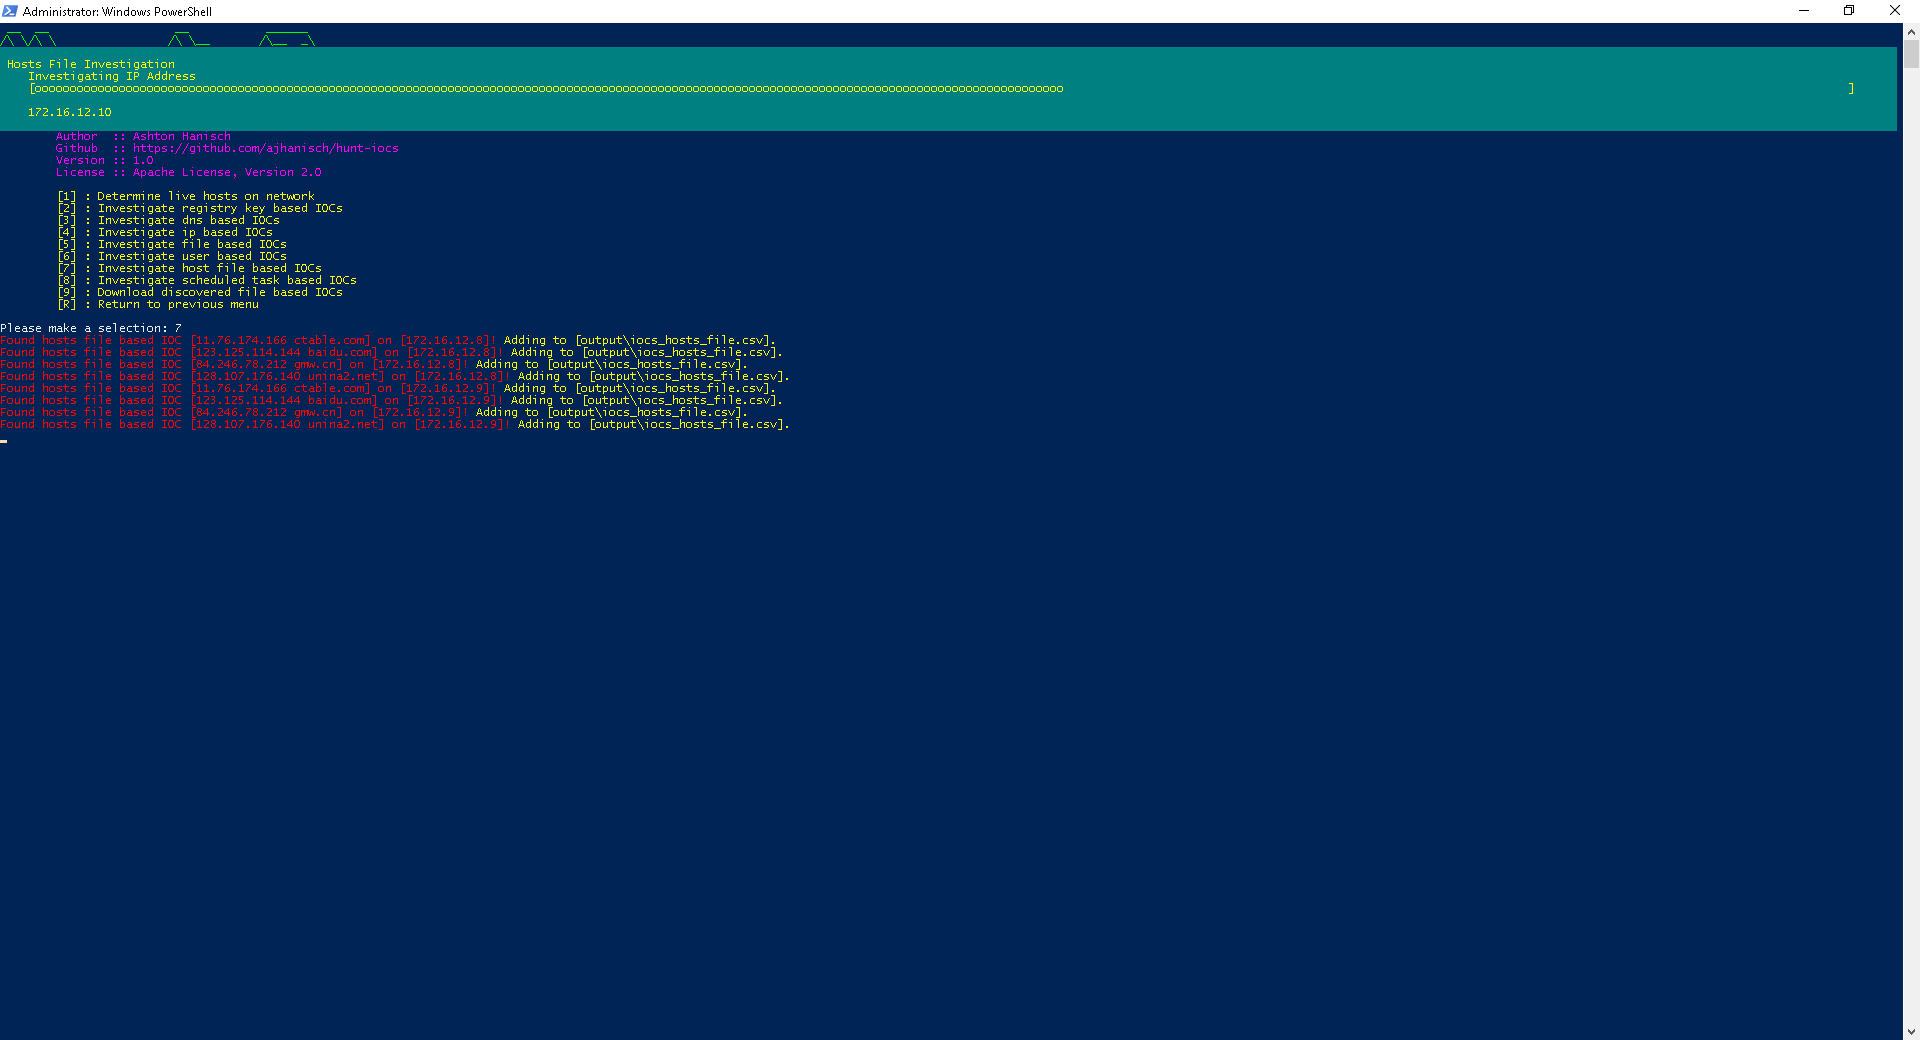 Administrator: Windows PowerShell
Hosts File Investigation
Investigating IP Address
[ooooooooooooooooooooooooooooooooooooooooooooooooooooooooooooooooooooooooooooooooooooooooooooooooooooooooooooooooooooooooooooooooooooooooooooooooooo ]
172.16.12.10
Author :: Ashton Hanisch
Github :: https://github.com/ajhanisch/hunt-iocs
Version :: 1.0
License :: Apache License, Version 2.0
[1] : Determine live hosts on network
[2] : Investigate registry key based IOCs
[3] : Investigate dns based IOCs
[4] : Investigate ip based IOCs
[5] : Investigate file based IOCs
[6] : Investigate user based IOCs
[7] : Investigate host file based IOCs
[8] : Investigate scheduled task based IOCs
[9] : Download discovered file based IOCs
[R] : Return to previous menu
Please make a selection: 7
Found hosts file based IOC [11.76.174.166 ctable.com] on [172.16.12.8]! Adding to [output\iocs_hosts_file.csv].
Found hosts file based IOC [123.125.114.144 baidu.com] on [172.16.12.8]! Adding to [output\iocs_hosts_file.csv].
Found hosts file based IOC [84.246.78.212 gmw.cn] on [172.16.12.8]! Adding to [output\iocs_hosts_file.csv].
Found hosts file based IOC [128.107.176.140 unina2.net] on [172.16.12.8]! Adding to [output\iocs_hosts_file.csv].
Found hosts file based IOC [11.76.174.166 ctable.com] on [172.16.12.9]! Adding to [output\iocs_hosts_file.csv].
Found hosts file based IOC [123.125.114.144 baidu.com] on [172.16.12.9]! Adding to [output\iocs_hosts_file.csv].
Found hosts file based IOC [84.246.78.212 gmw.cn] on [172.16.12.9]! Adding to [output\iocs_hosts_file.csv].
Found hosts file based IOC [128.107.176.140 unina2.net] on [172.16.12.9]! Adding to [output\iocs_hosts_file.csv].